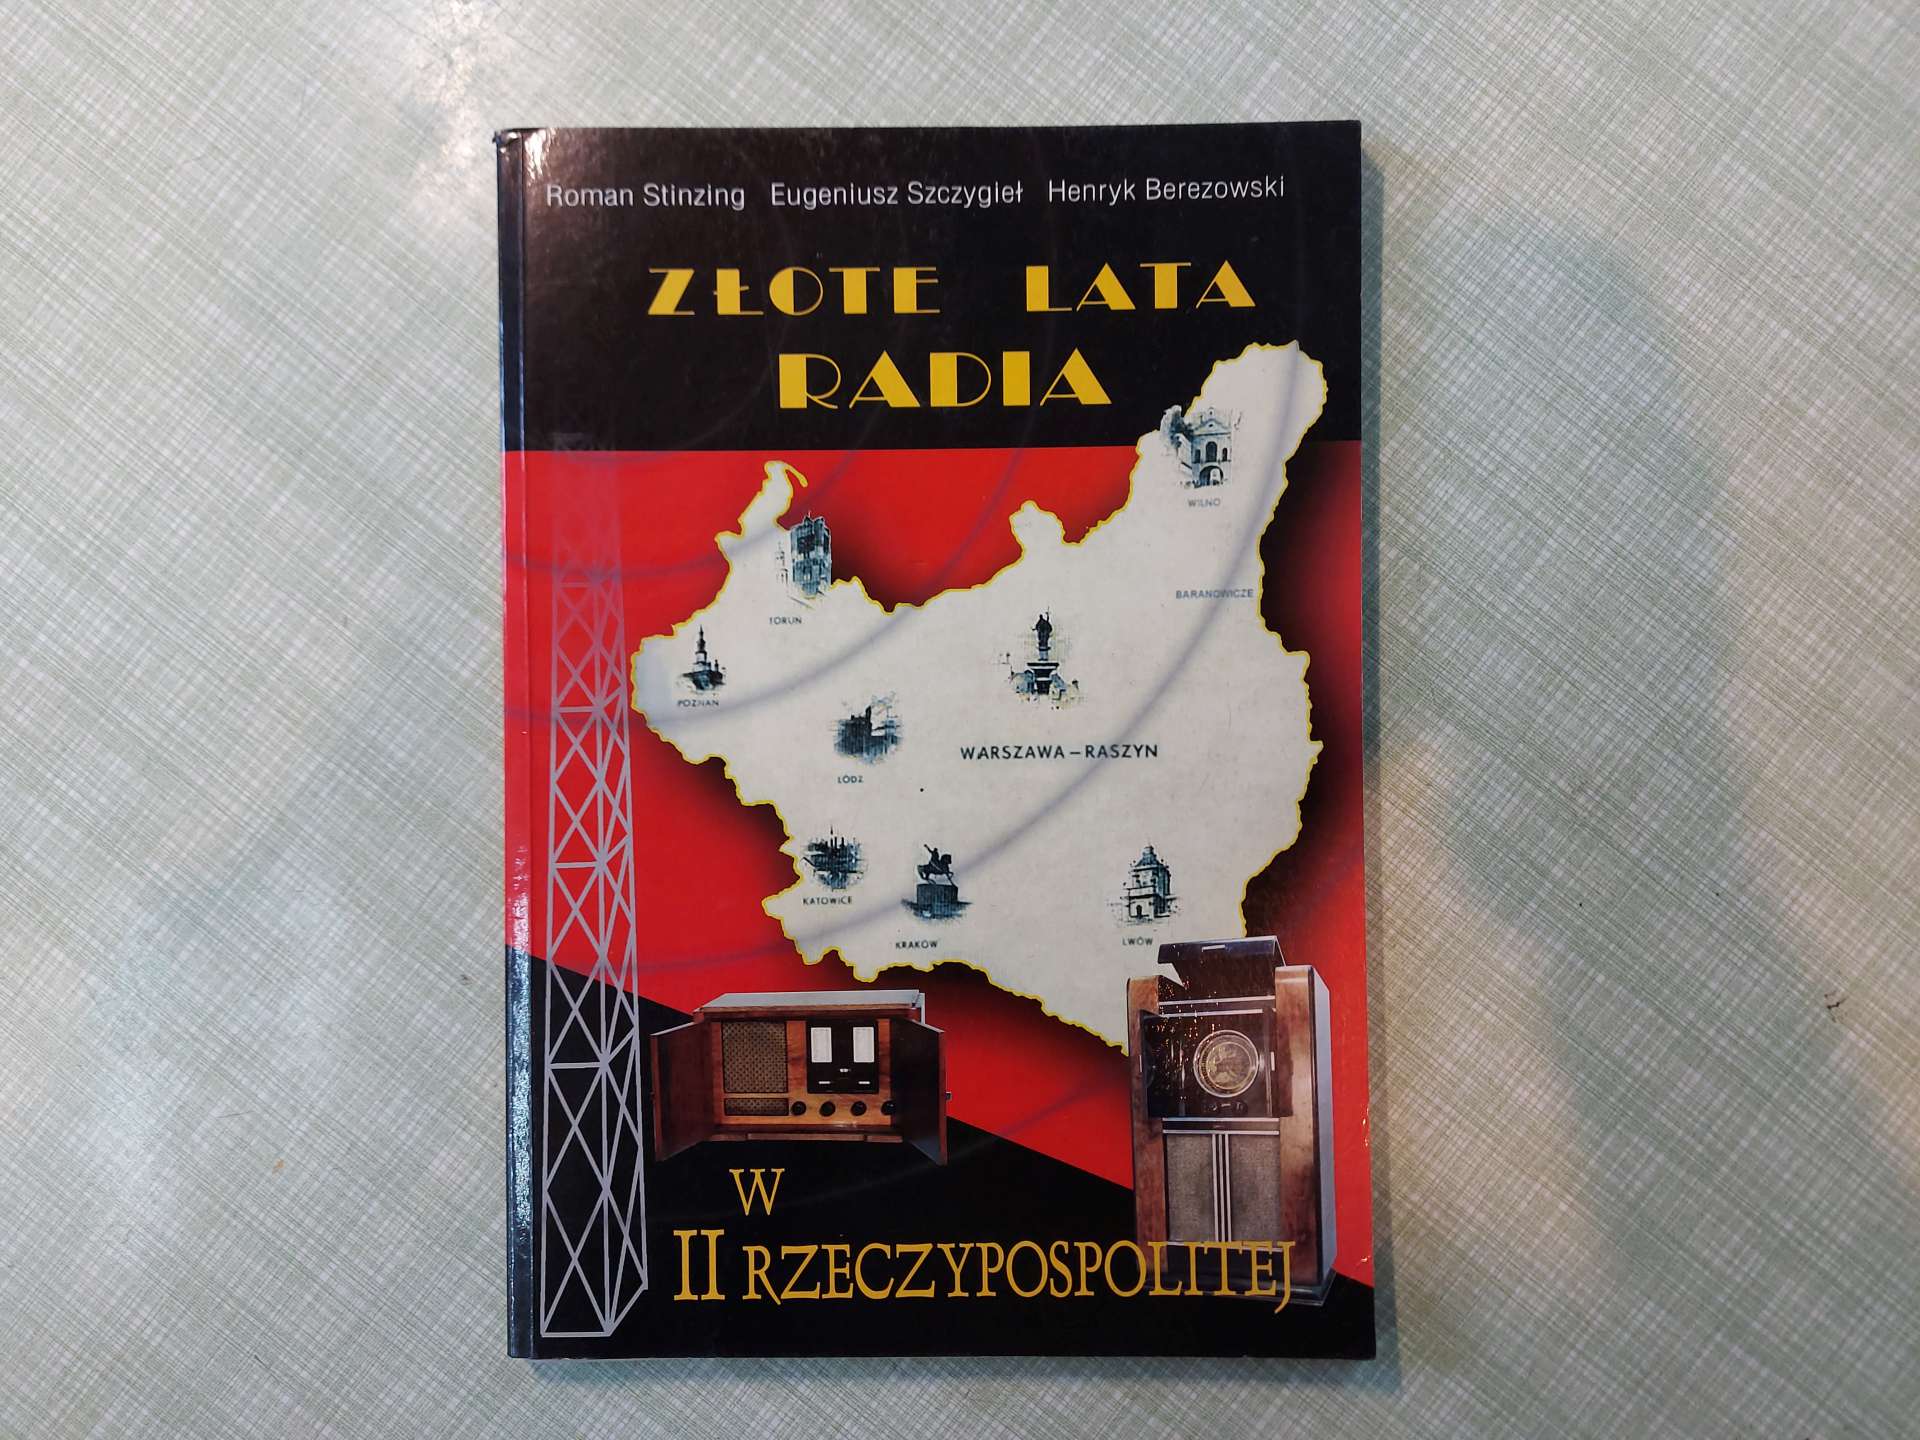 Roman Stinzing Eugeniusz Szczygieł Henryk Berezowski
ZŁOTE LATA
RADIA
WILNO
BARANOWICZE
TORUŃ
POZNAŃ
WARSZAWA – RASZYN
ŁÓDŹ
KATOWICE
KRAKÓW
LWÓW
W
II RZECZYPOSPOLITEJ